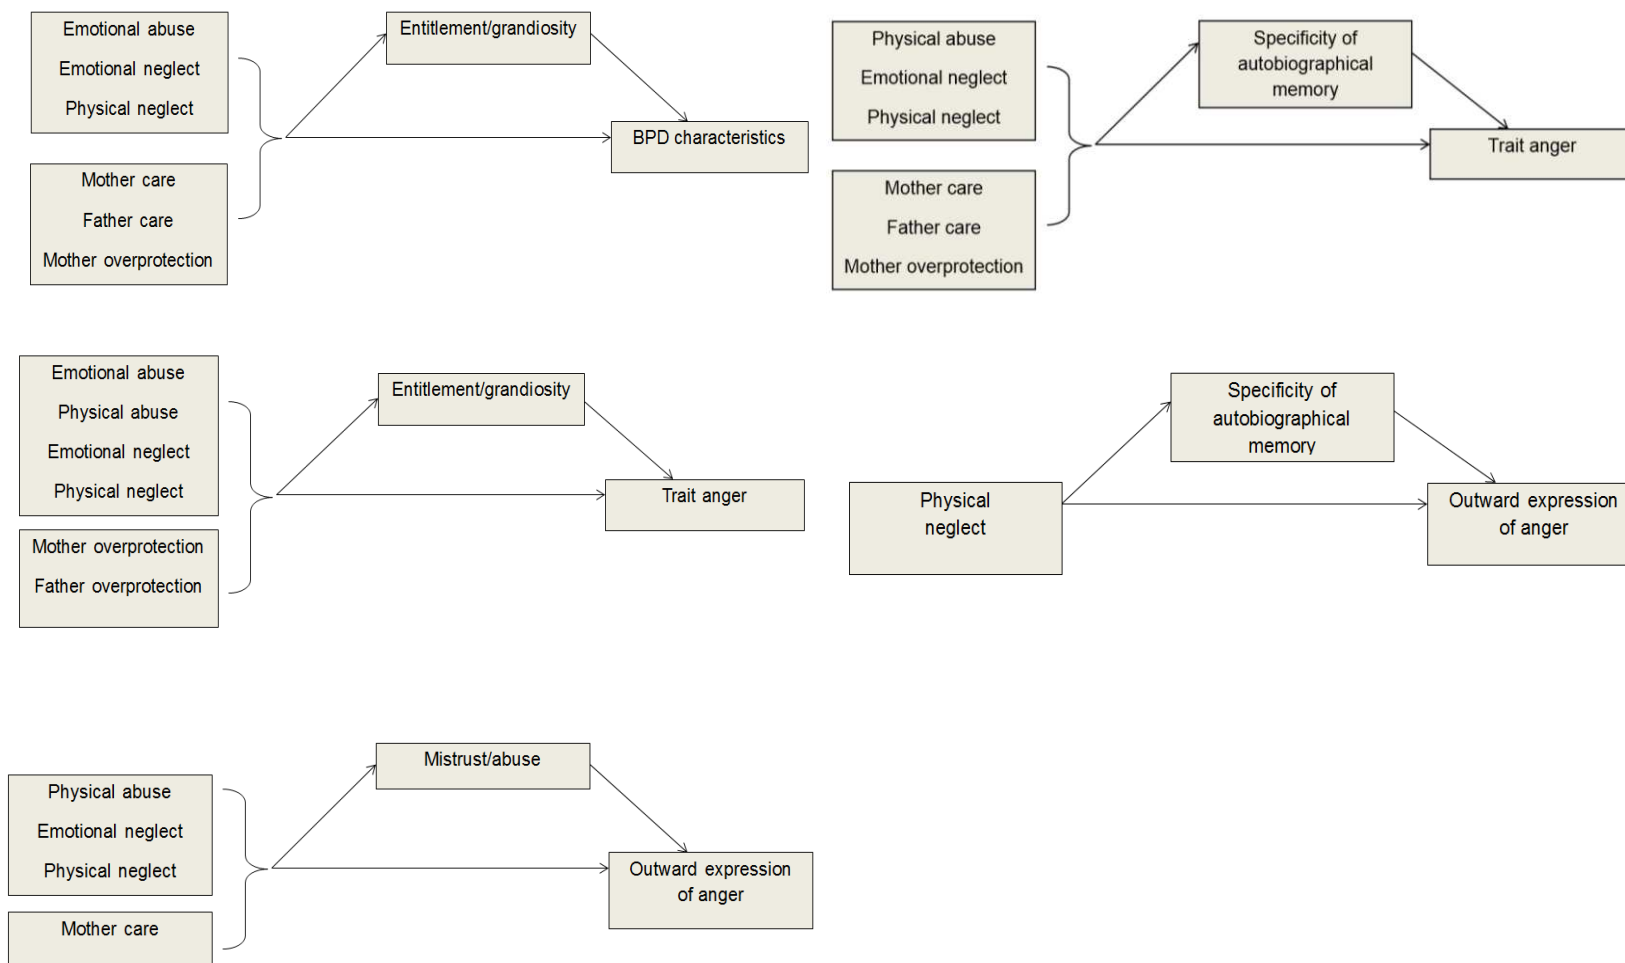 Emotional abuse
Emotional neglect
Physical neglect
Mother care
Father care
Mother overprotection
Entitlement/grandiosity
BPD characteristics
Physical abuse
Emotional neglect
Physical neglect
Mother care
Father care
Mother overprotection
Specificity of
autobiographical
memory
Trait anger
Emotional abuse
Physical abuse
Emotional neglect
Physical neglect
Mother overprotection
Father overprotection
Entitlement/grandiosity
Trait anger
Physical
neglect
Specificity of
autobiographical
memory
Outward expression
of anger
Physical abuse
Emotional neglect
Physical neglect
Mother care
Mistrust/abuse
Outward expression
of anger